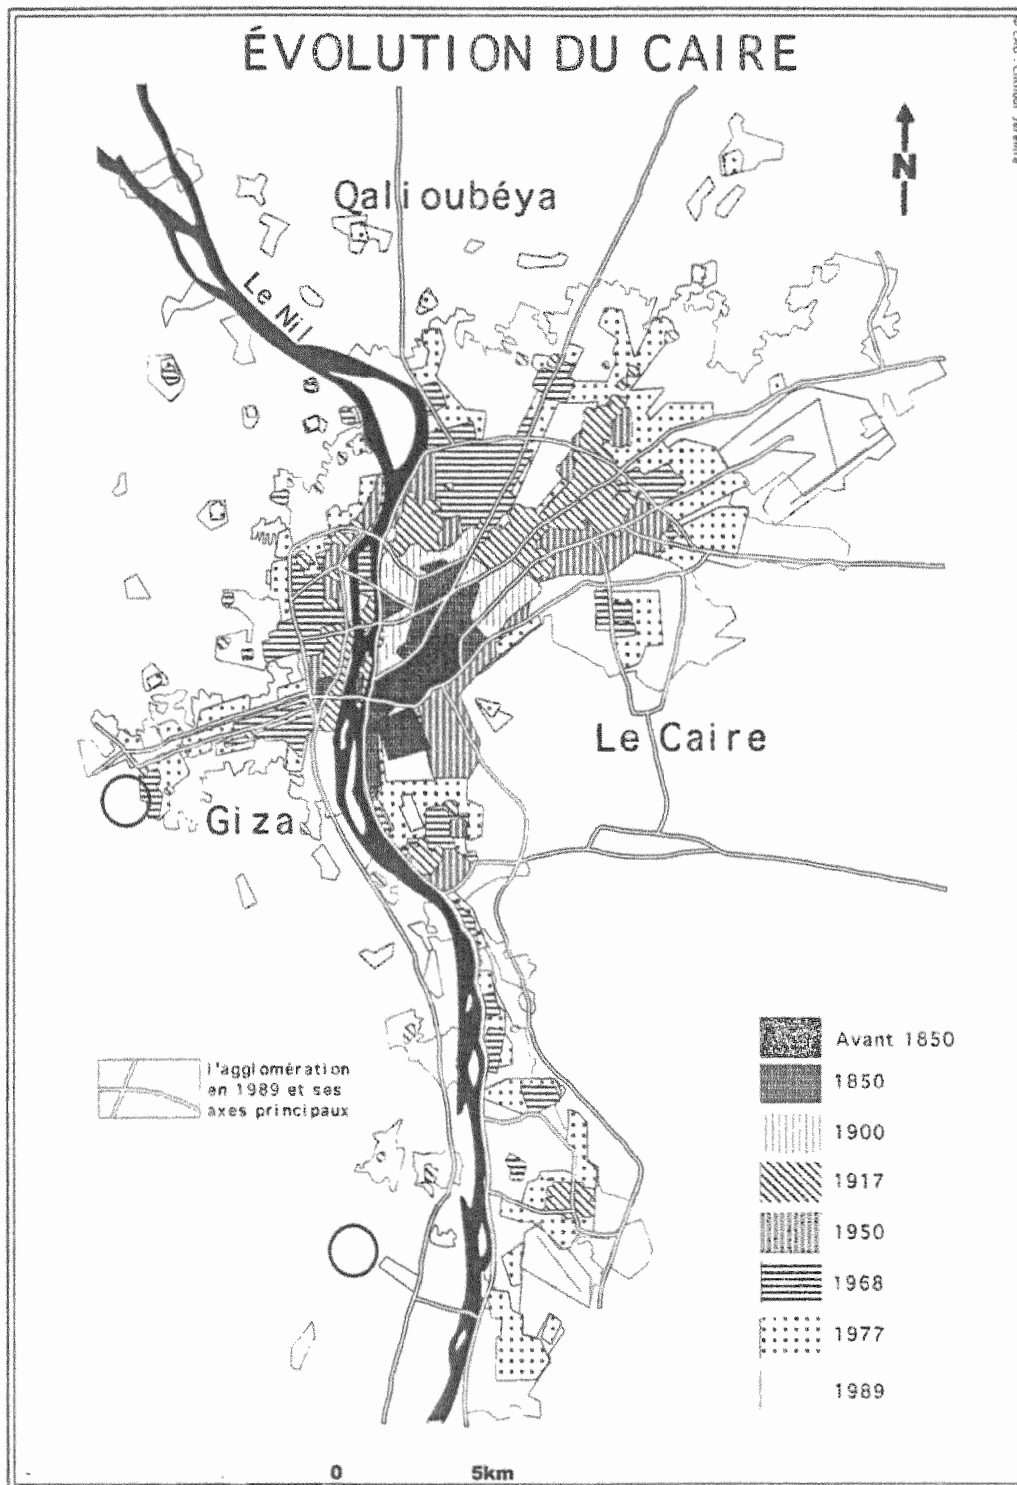 ÉVOLUTION DU CAIRE
N
Qalioubéya
Le Nil
Le Caire
Giza
l'agglomération
en 1989 et ses
axes principaux
Avant 1850
1850
1900
1917
1950
1968
1977
1989
0 5km